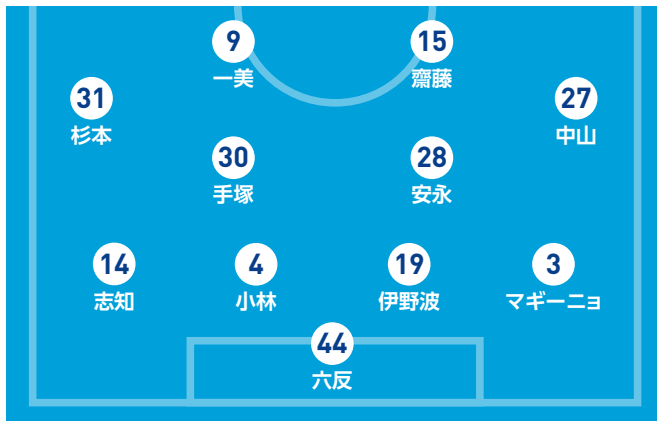 9
一美
15
齋藤
31
杉本
27
中山
30
手塚
28
安永
14
志知
4
小林
19
伊野波
3
マギーニョ
44
六反